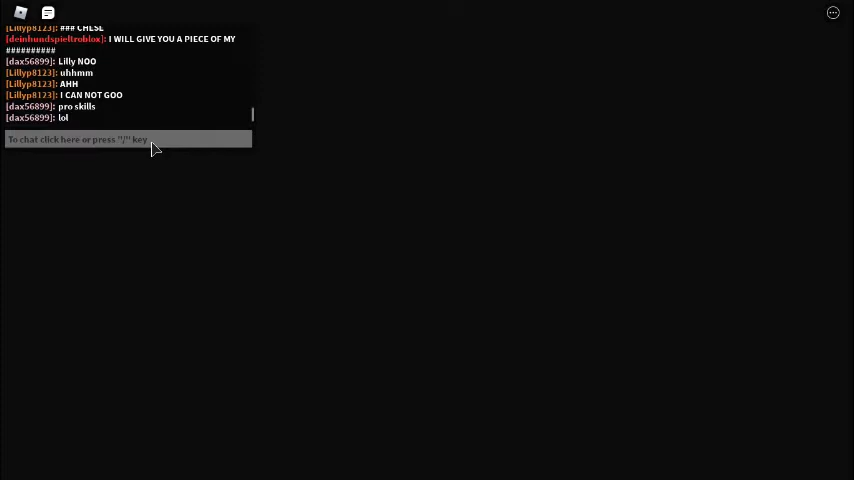 [Lillyp8123]: ### CHESE
[deinhundspieltroblox]: I WILL GIVE YOU A PIECE OF MY
##########
[dax56899]: Lilly NOO
[Lillyp8123]: uhhmm
[Lillyp8123]: AHH
[Lillyp8123]: I CAN NOT GOO
[dax56899]: pro skills
[dax56899]: lol
To chat click here or press "/" key